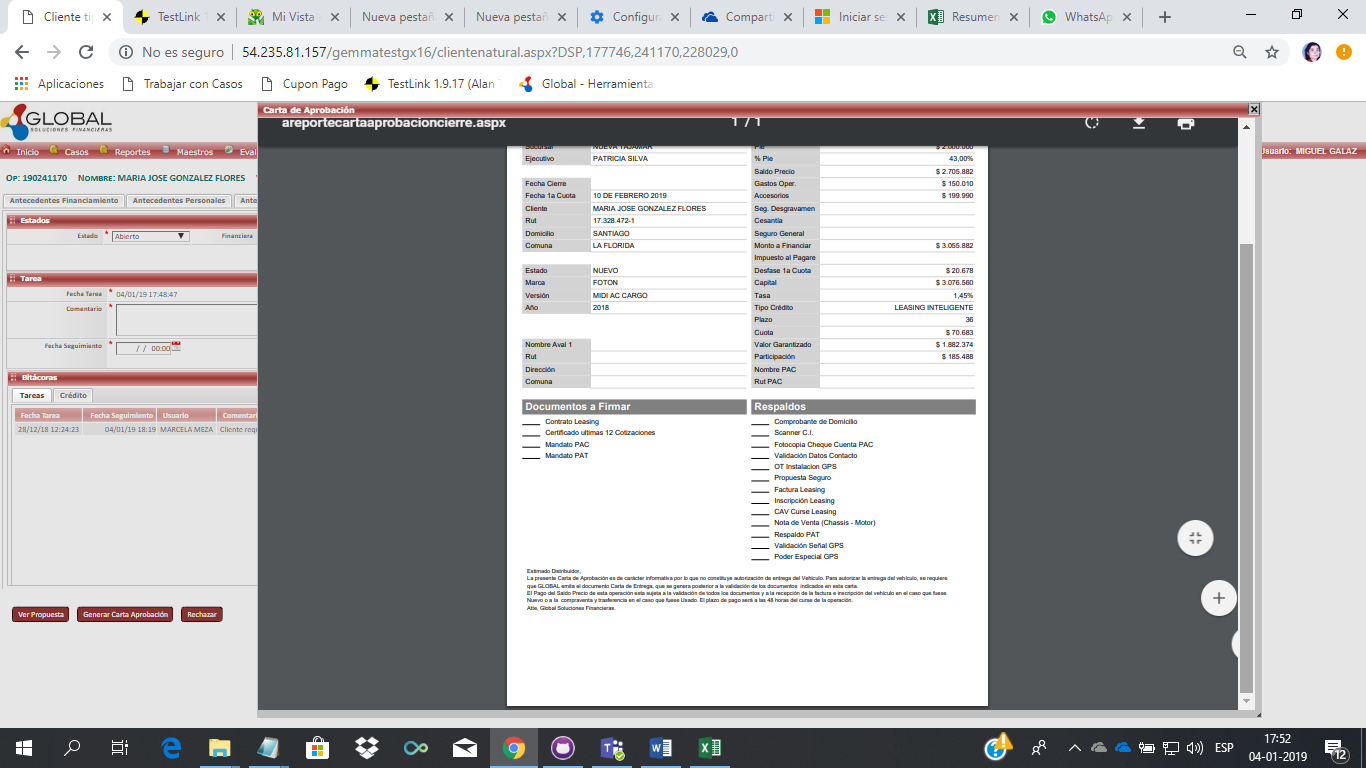 Cliente ti
TestLink 1
Mi Vista -
Nueva pestañ
Nueva pestañ
Configura
Compart
Iniciar se
Resumen
WhatsAp
No es seguro | 54.235.81.157/gemmatestgx16/clientenatural.aspx?DSP,177746,241170,228029,0
Aplicaciones
Trabajar con Casos
Cupon Pago
TestLink 1.9.17 (Alan
Global - Herramienta
GLOBAL
SOLUCIONES FINANCIERAS
Inicio
Casos
Reportes
Maestros
Eval
Usuario: MIGUEL GALAZ
OP: 190241170 NOMBRE: MARIA JOSE GONZALEZ FLORES
Antecedentes Financiamiento
Antecedentes Personales
Ante
Estados
Estado * Abierto
Financiera
Tarea
Fecha Tarea * 04/01/19 17:48:47
Comentario *
Fecha Seguimiento * / / 00:00
Bitácoras
Tareas
Crédito
Fecha Tarea Fecha Seguimiento Usuario Comentari
28/12/18 12:24:23 04/01/19 18:19 MARCELA MEZA Cliente requ
Ver Propuesta
Generar Carta Aprobación
Rechazar
Carta de Aprobación
areportecartaaprobacioncierre.aspx
1 / 1
Sucursal NUEVA TAJAMAR
Ejecutivo PATRICIA SILVA
Fecha Cierre
Fecha 1a Cuota 10 DE FEBRERO 2019
Cliente MARIA JOSE GONZALEZ FLORES
Rut 17.328.472-1
Domicilio SANTIAGO
Comuna LA FLORIDA
Estado NUEVO
Marca FOTON
Versión MIDI AC CARGO
Año 2018
Nombre Aval 1
Rut
Dirección
Comuna
Pie $ 2.000.000
% Pie 43,00%
Saldo Precio $ 2.705.882
Gastos Oper. $ 150.010
Accesorios $ 199.990
Seg. Desgravamen
Cesantía
Seguro General
Monto a Financiar $ 3.055.882
Impuesto al Pagare
Desfase 1a Cuota $ 20.678
Capital $ 3.076.560
Tasa 1,45%
Tipo Crédito LEASING INTELIGENTE
Plazo 36
Cuota $ 70.683
Valor Garantizado $ 1.882.374
Participación $ 185.488
Nombre PAC
Rut PAC
Documentos a Firmar
Contrato Leasing
Certificado ultimas 12 Cotizaciones
Mandato PAC
Mandato PAT
Respaldos
Comprobante de Domicilio
Scanner C.I.
Fotocopia Cheque Cuenta PAC
Validación Datos Contacto
OT Instalacion GPS
Propuesta Seguro
Factura Leasing
Inscripción Leasing
CAV Curse Leasing
Nota de Venta (Chassis - Motor)
Respaldo PAT
Validación Señal GPS
Poder Especial GPS
Estimado Distribuidor,
La presente Carta de Aprobación es de carácter informativa por lo que no constituye autorización de entrega del Vehículo. Para autorizar la entrega del vehículo, se requiere
que GLOBAL emita el documento Carta de Entrega, que se genera posterior a la validación de los documentos indicados en esta carta.
El Pago del Saldo Precio de esta operación esta sujeta a la validación de todos los documentos y a la recepción de la factura e inscripción del vehículo en el caso que fuese
Nuevo o a la compraventa y trasferencia en el caso que fuese Usado. El plazo de pago será a las 48 horas del curse de la operación.
Atte, Global Soluciones Financieras.
ESP
17:52
04-01-2019
12